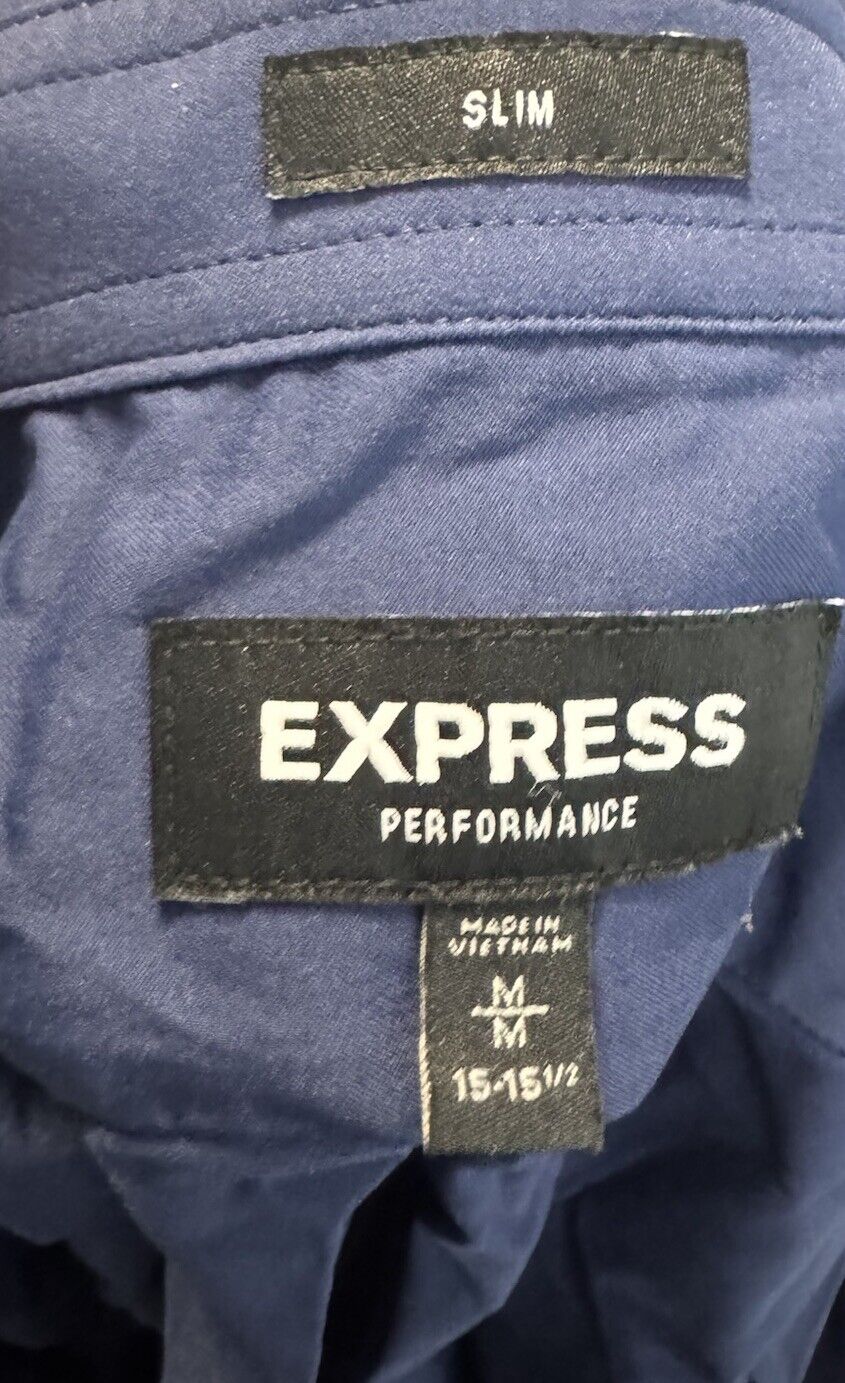 SLIM
EXPRESS
PERFORMANCE
MADE IN
VIETNAM
M
M
15-15 1/2